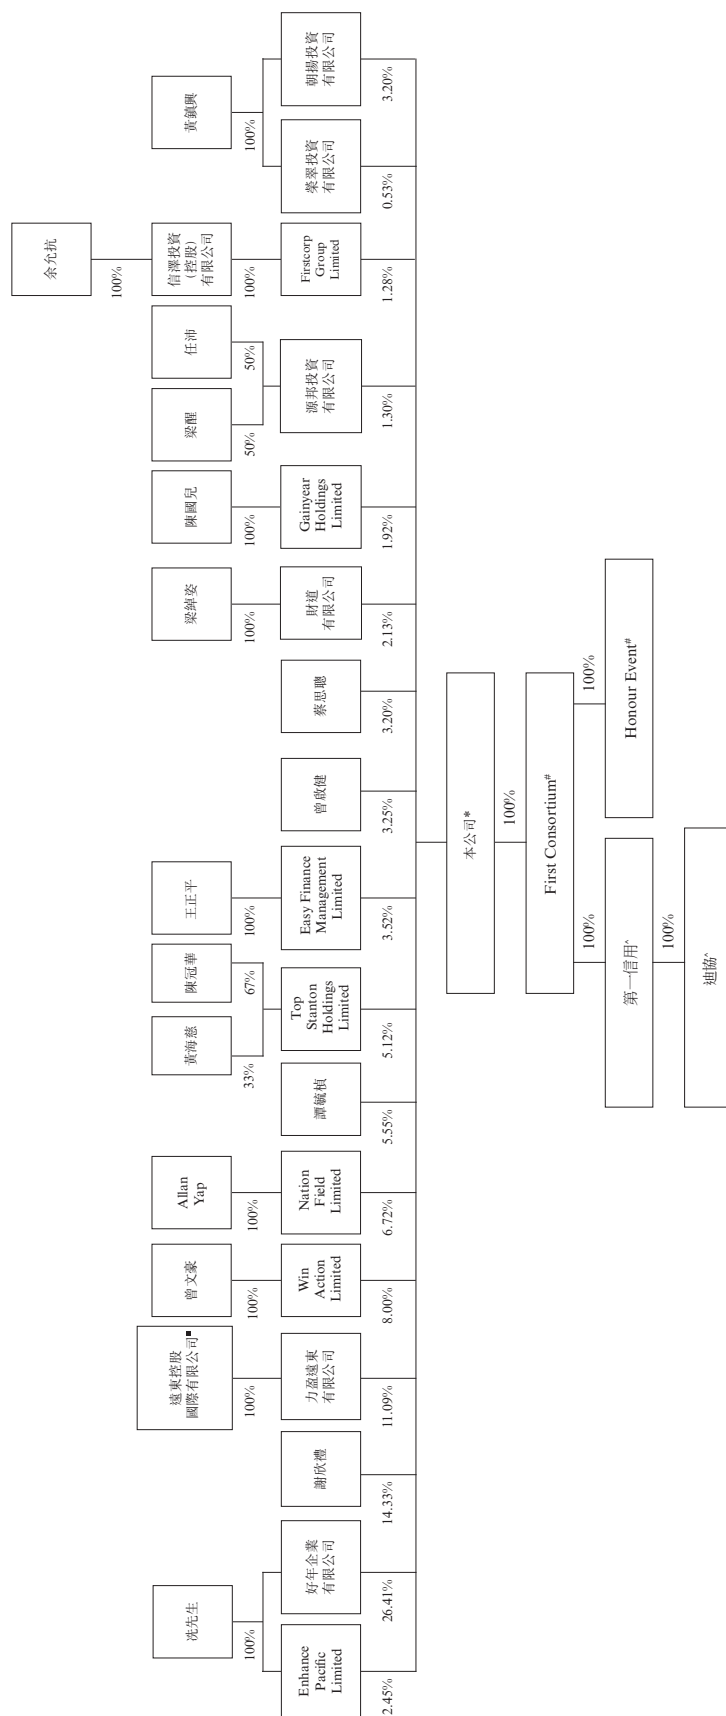 余允抗
100%
冼先生
遠東控股
國際有限公司■
曾文豪
Allan
Yap
黃海慈
陳冠華
王正平
梁綽姿
陳國兒
梁醒
任沛
信澤投資
(控股)
有限公司
黃鎮興
100%
100%
100%
100%
33%
67%
100%
100%
100%
50%
50%
100%
100%
Enhance
Pacific
Limited
好年企業
有限公司
謝欣禮
力盈遠東
有限公司
Win
Action
Limited
Nation
Field
Limited
譚毓楨
Top
Stanton
Holdings
Limited
Easy Finance
Management
Limited
曾啟健
蔡思聰
財道
有限公司
Gainyear
Holdings
Limited
源邦投資
有限公司
Firstcorp
Group
Limited
榮翠投資
有限公司
朝揚投資
有限公司
2.45%
26.41%
14.33%
11.09%
8.00%
6.72%
5.55%
5.12%
3.52%
3.25%
3.20%
2.13%
1.92%
1.30%
1.28%
0.53%
3.20%
本公司*
100%
First Consortium#
100%
100%
第一信用^
Honour Event#
100%
迪協^